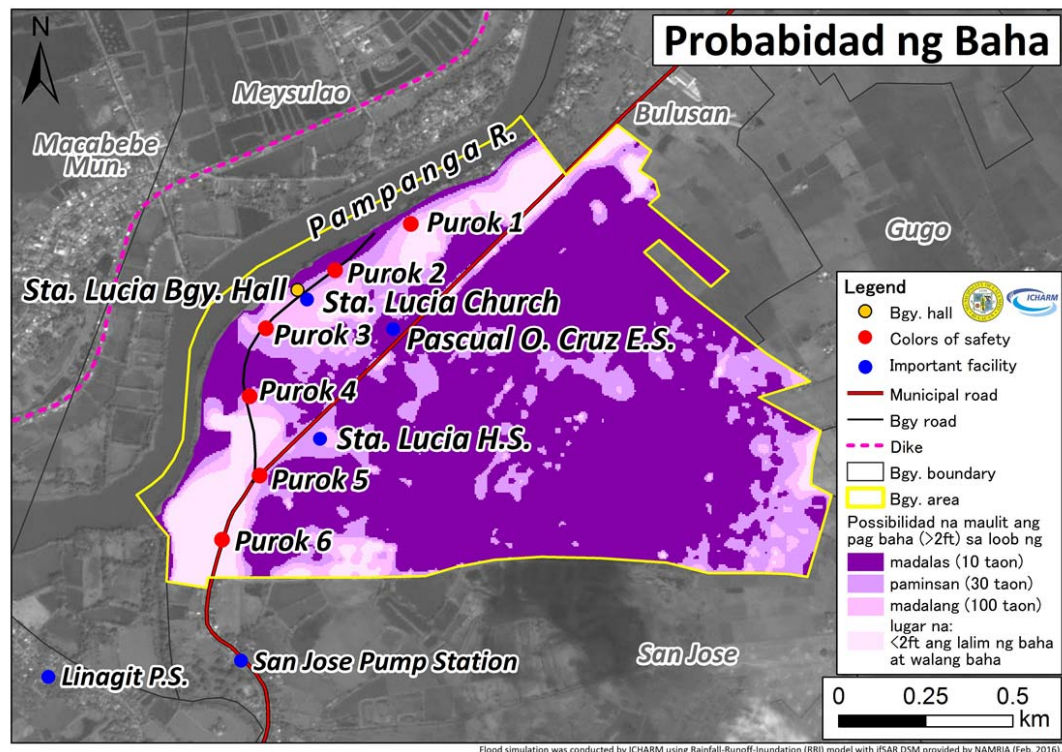 Probabidad ng Baha
N
Meysulao
Bulusan
Macabebe
Mun.
Pampanga R.
Gugo
Purok 1
Purok 2
Sta. Lucia Bgy. Hall
Sta. Lucia Church
Purok 3
Pascual O. Cruz E.S.
Purok 4
Sta. Lucia H.S.
Purok 5
Purok 6
San Jose Pump Station
San Jose
Linagit P.S.
Legend
ICHARM
Bgy. hall
Colors of safety
Important facility
Municipal road
Bgy road
Dike
Bgy. boundary
Bgy. area
Possibilidad na maulit ang
pag baha (>2ft) sa loob ng
madalas (10 taon)
paminsan (30 taon)
madalang (100 taon)
lugar na:
<2ft ang lalim ng baha
at walang baha
0 0.25 0.5
km
Flood simulation was conducted by ICHARM using Rainfall-Runoff-Inundation (RRI) model with ifSAR DSM provided by NAMRIA (Feb. 2016)